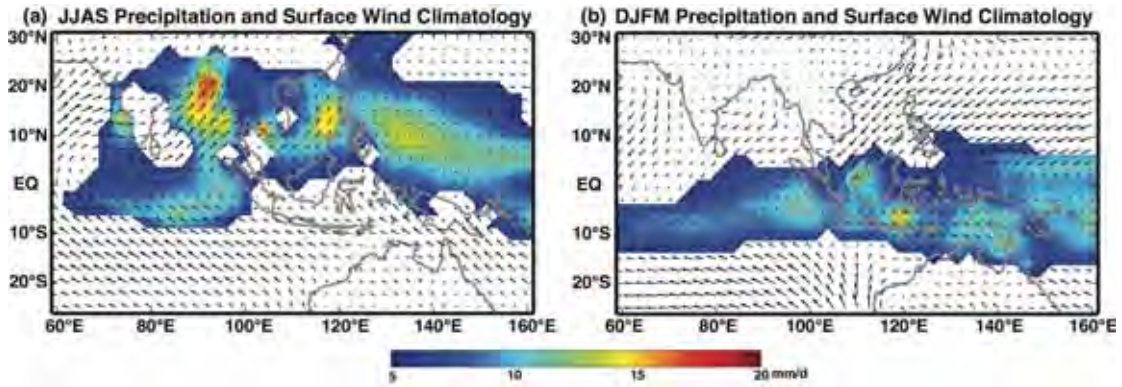 (a) JJAS Precipitation and Surface Wind Climatology
(b) DJFM Precipitation and Surface Wind Climatology
30°N
20°N
10°N
EQ
10°S
20°S
60°E 80°E 100°E 120°E 140°E 160°E
30°N
20°N
10°N
EQ
10°S
20°S
60°E 80°E 100°E 120°E 140°E 160°E
5 10 15 20 mm/d